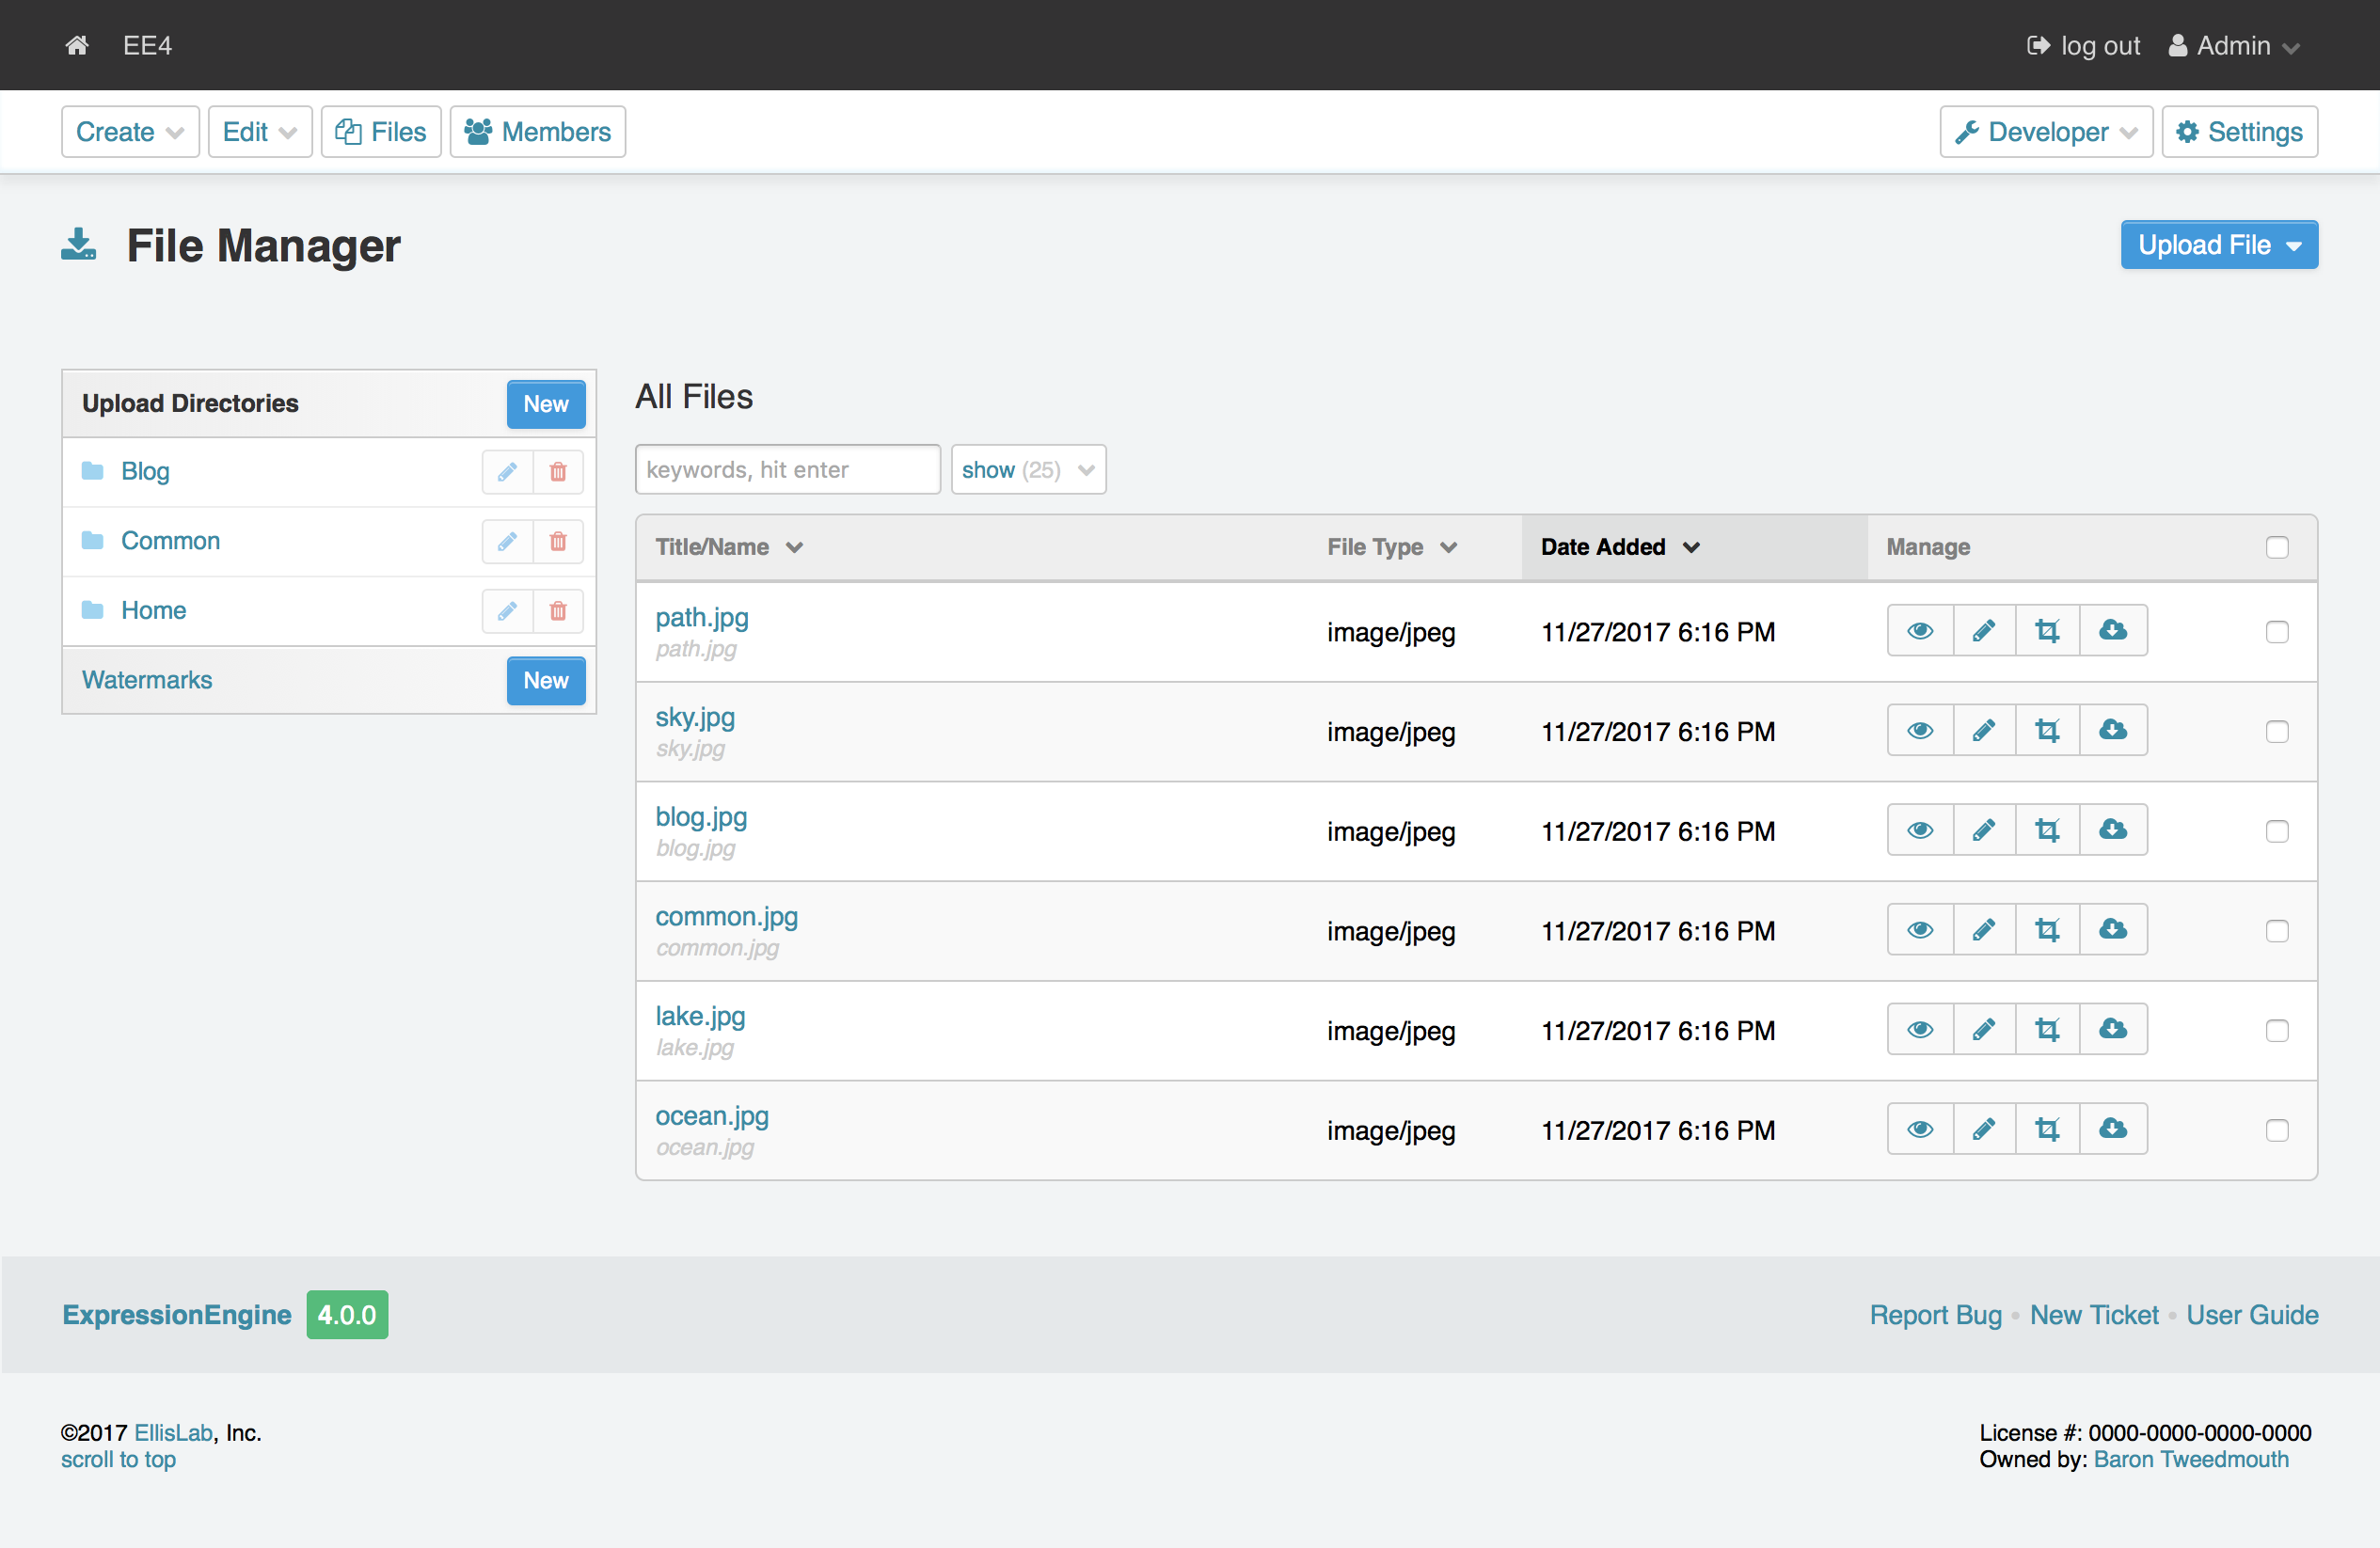 EE4
log out
Admin
Create
Edit
Files
Members
Developer
Settings
File Manager
Upload File
Upload Directories
New
Blog
Common
Home
Watermarks
New
All Files
keywords, hit enter
show (25)
Title/Name
File Type
Date Added
Manage
path.jpg
path.jpg
image/jpeg
11/27/2017 6:16 PM
sky.jpg
sky.jpg
image/jpeg
11/27/2017 6:16 PM
blog.jpg
blog.jpg
image/jpeg
11/27/2017 6:16 PM
common.jpg
common.jpg
image/jpeg
11/27/2017 6:16 PM
lake.jpg
lake.jpg
image/jpeg
11/27/2017 6:16 PM
ocean.jpg
ocean.jpg
image/jpeg
11/27/2017 6:16 PM
ExpressionEngine 4.0.0
Report Bug • New Ticket • User Guide
©2017 EllisLab, Inc.
scroll to top
License #: 0000-0000-0000-0000
Owned by: Baron Tweedmouth